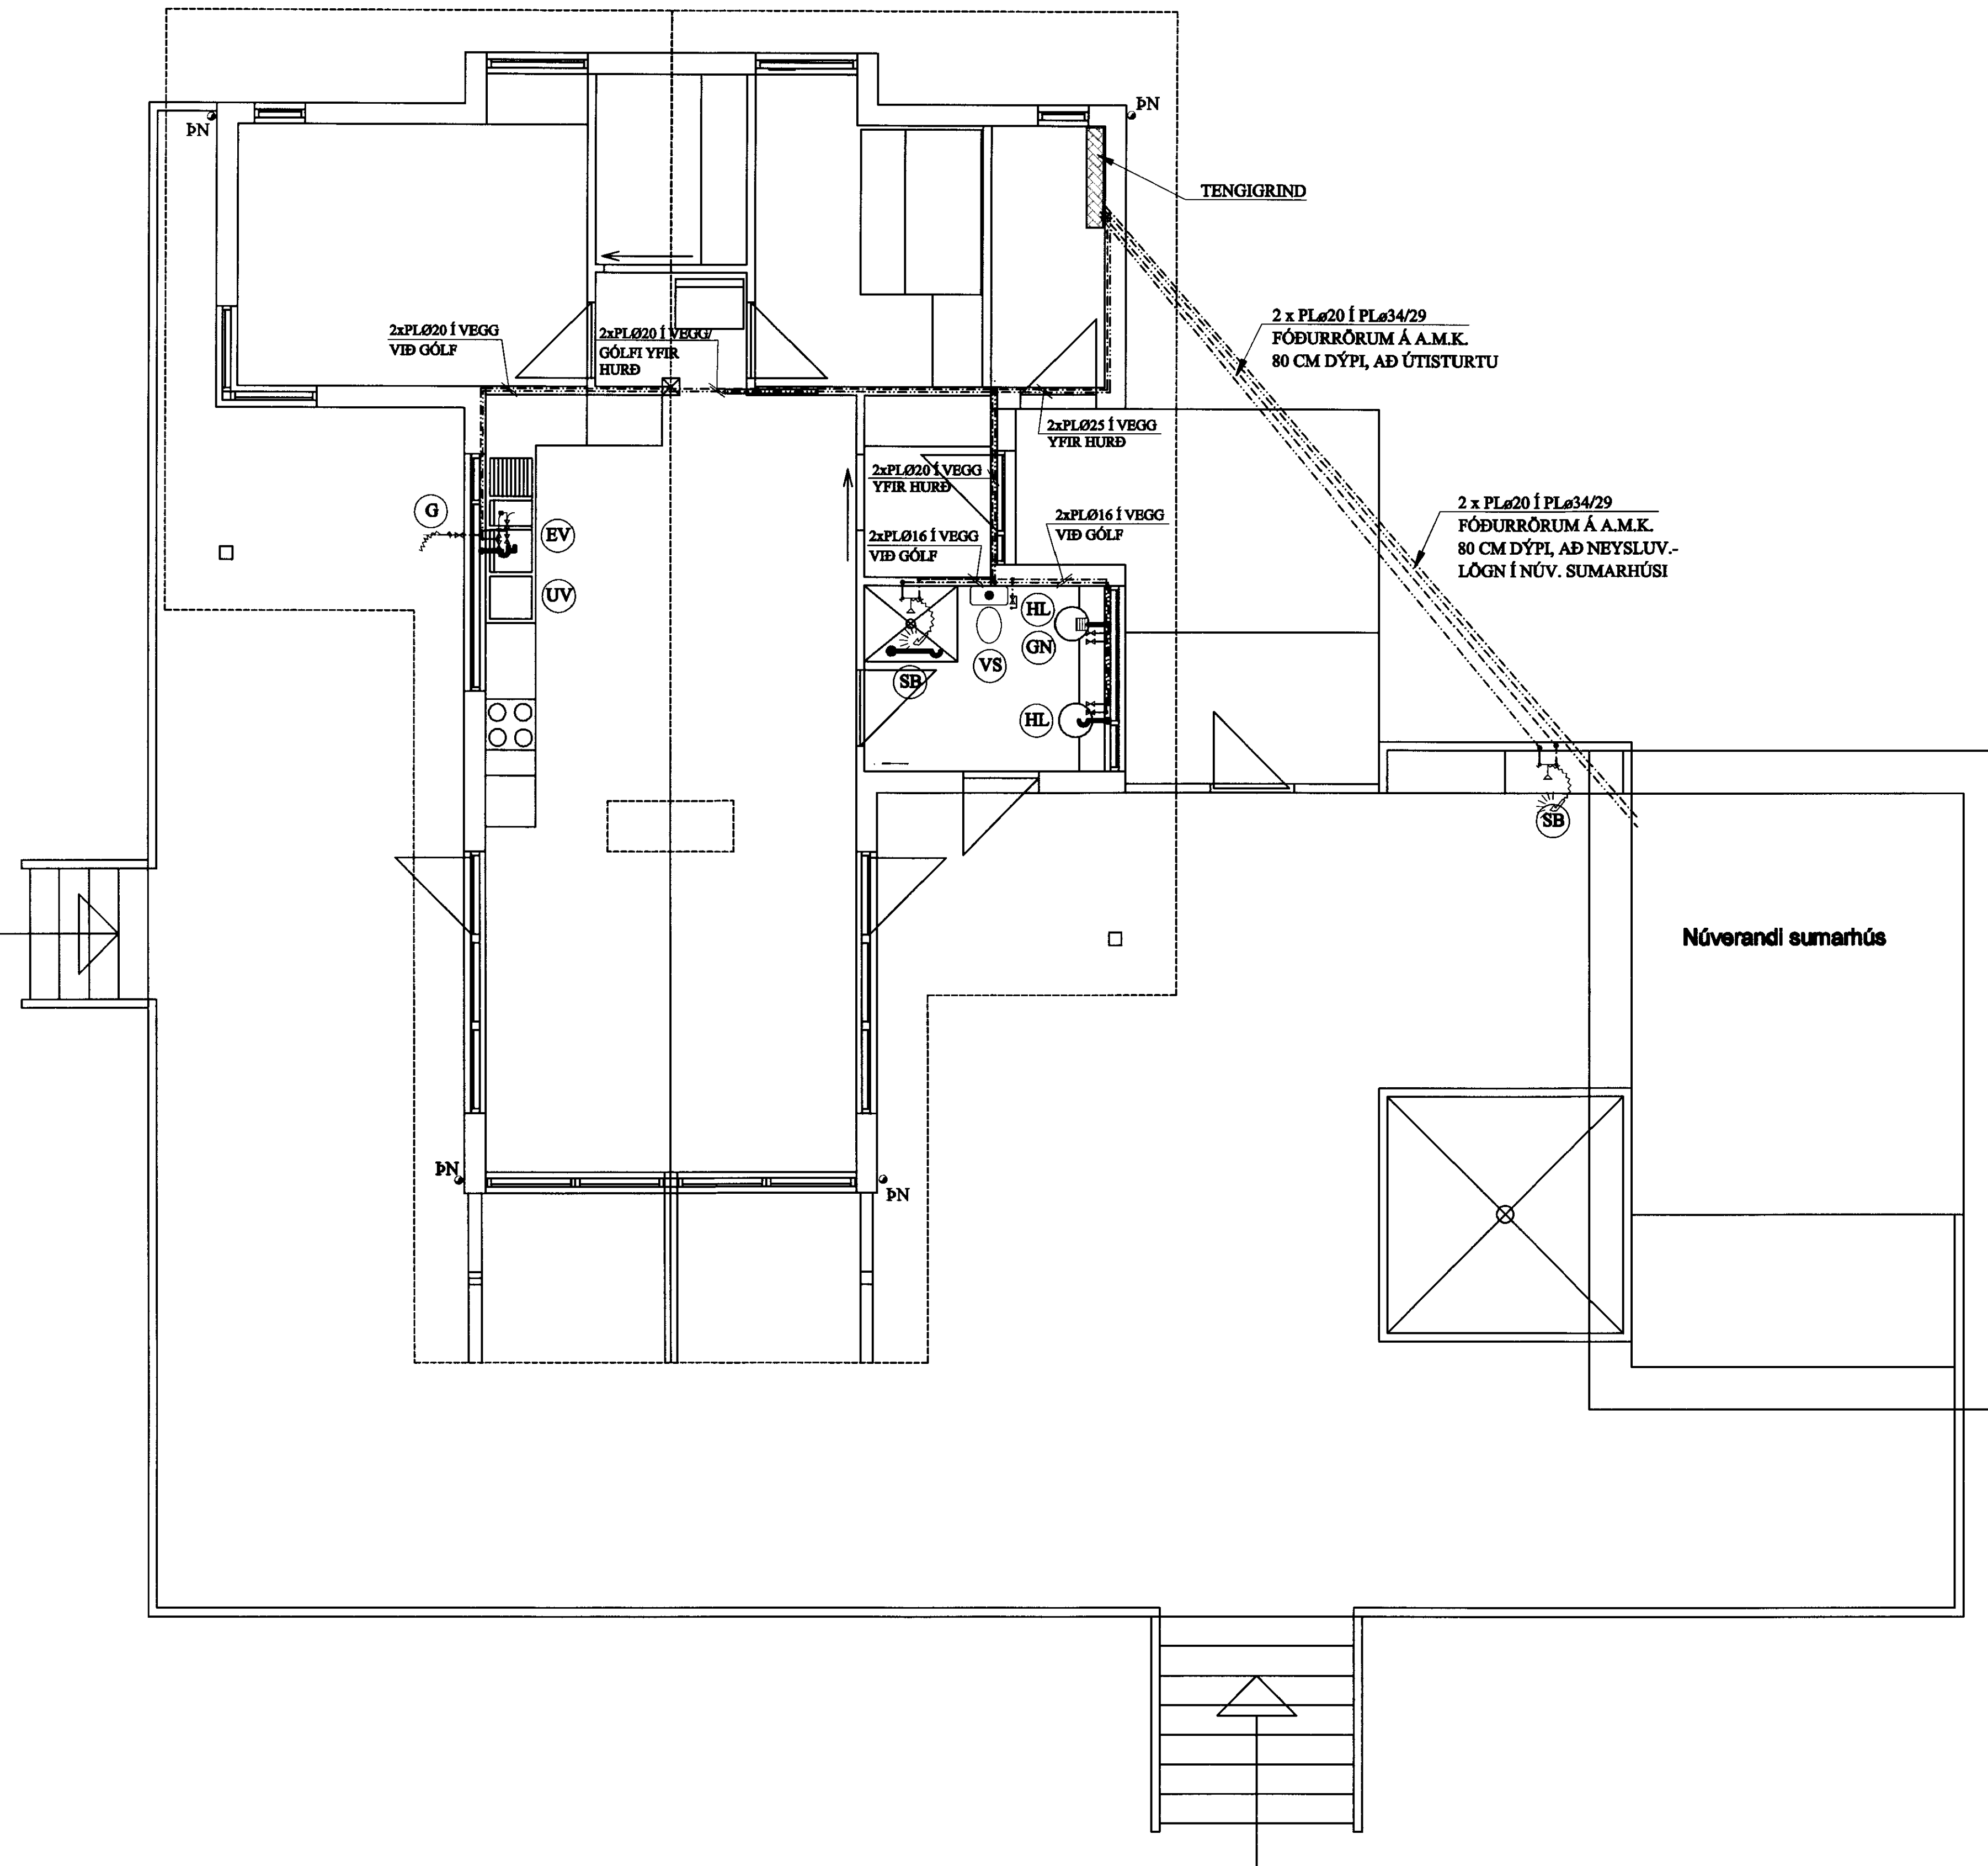 ÞN
ÞN
TENGIGRIND
2xPLØ20 Í VEGG
VIÐ GÓLF
2xPLØ20 Í VEGG/
GÓLFI YFIR
HURÐ
2 x PLø20 Í PLø34/29
FÓÐURRÖRUM Á A.M.K.
80 CM DÝPI, AÐ ÚTISTURTU
2xPLØ25 Í VEGG
YFIR HURÐ
2xPLØ20 Í VEGG
YFIR HURÐ
2 x PLø20 Í PLø34/29
FÓÐURRÖRUM Á A.M.K.
80 CM DÝPI, AÐ NEYSLUV.-
LÖGN Í NÚV. SUMARHÚSI
G
EV
2xPLØ16 Í VEGG
VIÐ GÓLF
2xPLØ16 Í VEGG
VIÐ GÓLF
UV
HL
GN
VS
SB
HL
SB
Núverandi sumarhús
ÞN
ÞN